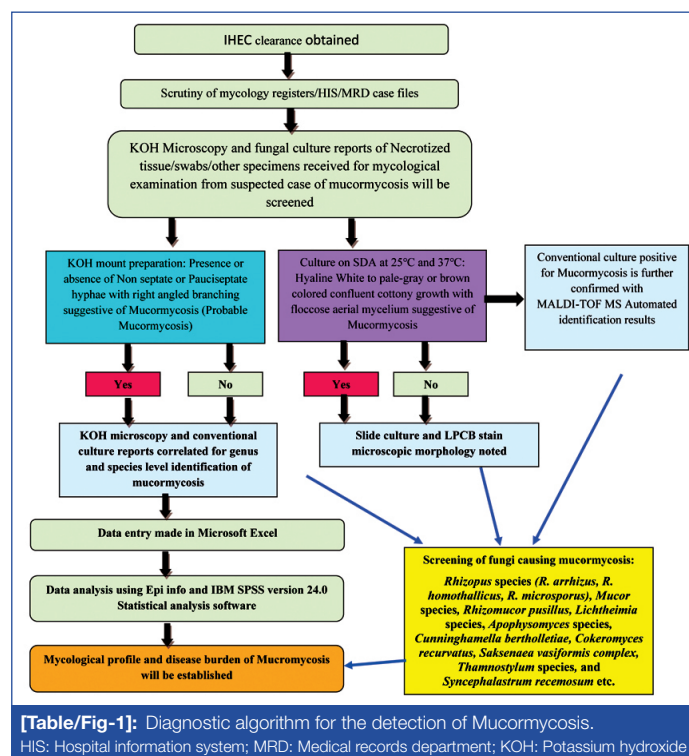 IHEC clearance obtained
Scrutiny of mycology registers/HIS/MRD case files
KOH Microscopy and fungal culture reports of Necrotized
tissue/swabs/other specimens received for mycological
examination from suspected case of mucormycosis will be
screened
KOH mount preparation: Presence or
absence of Non septate or Pauciseptate
hyphae with right angled branching
suggestive of Mucormycosis (Probable
Mucormycosis)
Culture on SDA at 25°C and 37°C:
Hyaline White to pale-gray or brown
colored confluent cottony growth with
floccose aerial mycelium suggestive of
Mucormycosis
Conventional culture positive
for Mucormycosis is further
confirmed with
MALDI-TOF MS Automated
identification results
Yes
No
Yes
No
KOH microscopy and conventional
culture reports correlated for genus
and species level identification of
mucormycosis
Slide culture and LPCB stain
microscopic morphology noted
Data entry made in Microsoft Excel
Data analysis using Epi info and IBM SPSS version 24.0
Statistical analysis software
Mycological profile and disease burden of Mucromycosis
will be established
Screening of fungi causing mucormycosis:
Rhizopus species (R. arrhizus, R.
homothallicus, R. microsporus), Mucor
species, Rhizomucor pusillus, Lichtheimia
species, Apophysomyces species,
Cunninghamella bertholletiae, Cokeromyces
recurvatus, Saksenaea vasiformis complex,
Thamnostylum species, and
Syncephalastrum recemosum etc.
[Table/Fig-1]: Diagnostic algorithm for the detection of Mucormycosis.
HIS: Hospital information system; MRD: Medical records department; KOH: Potassium hydroxide